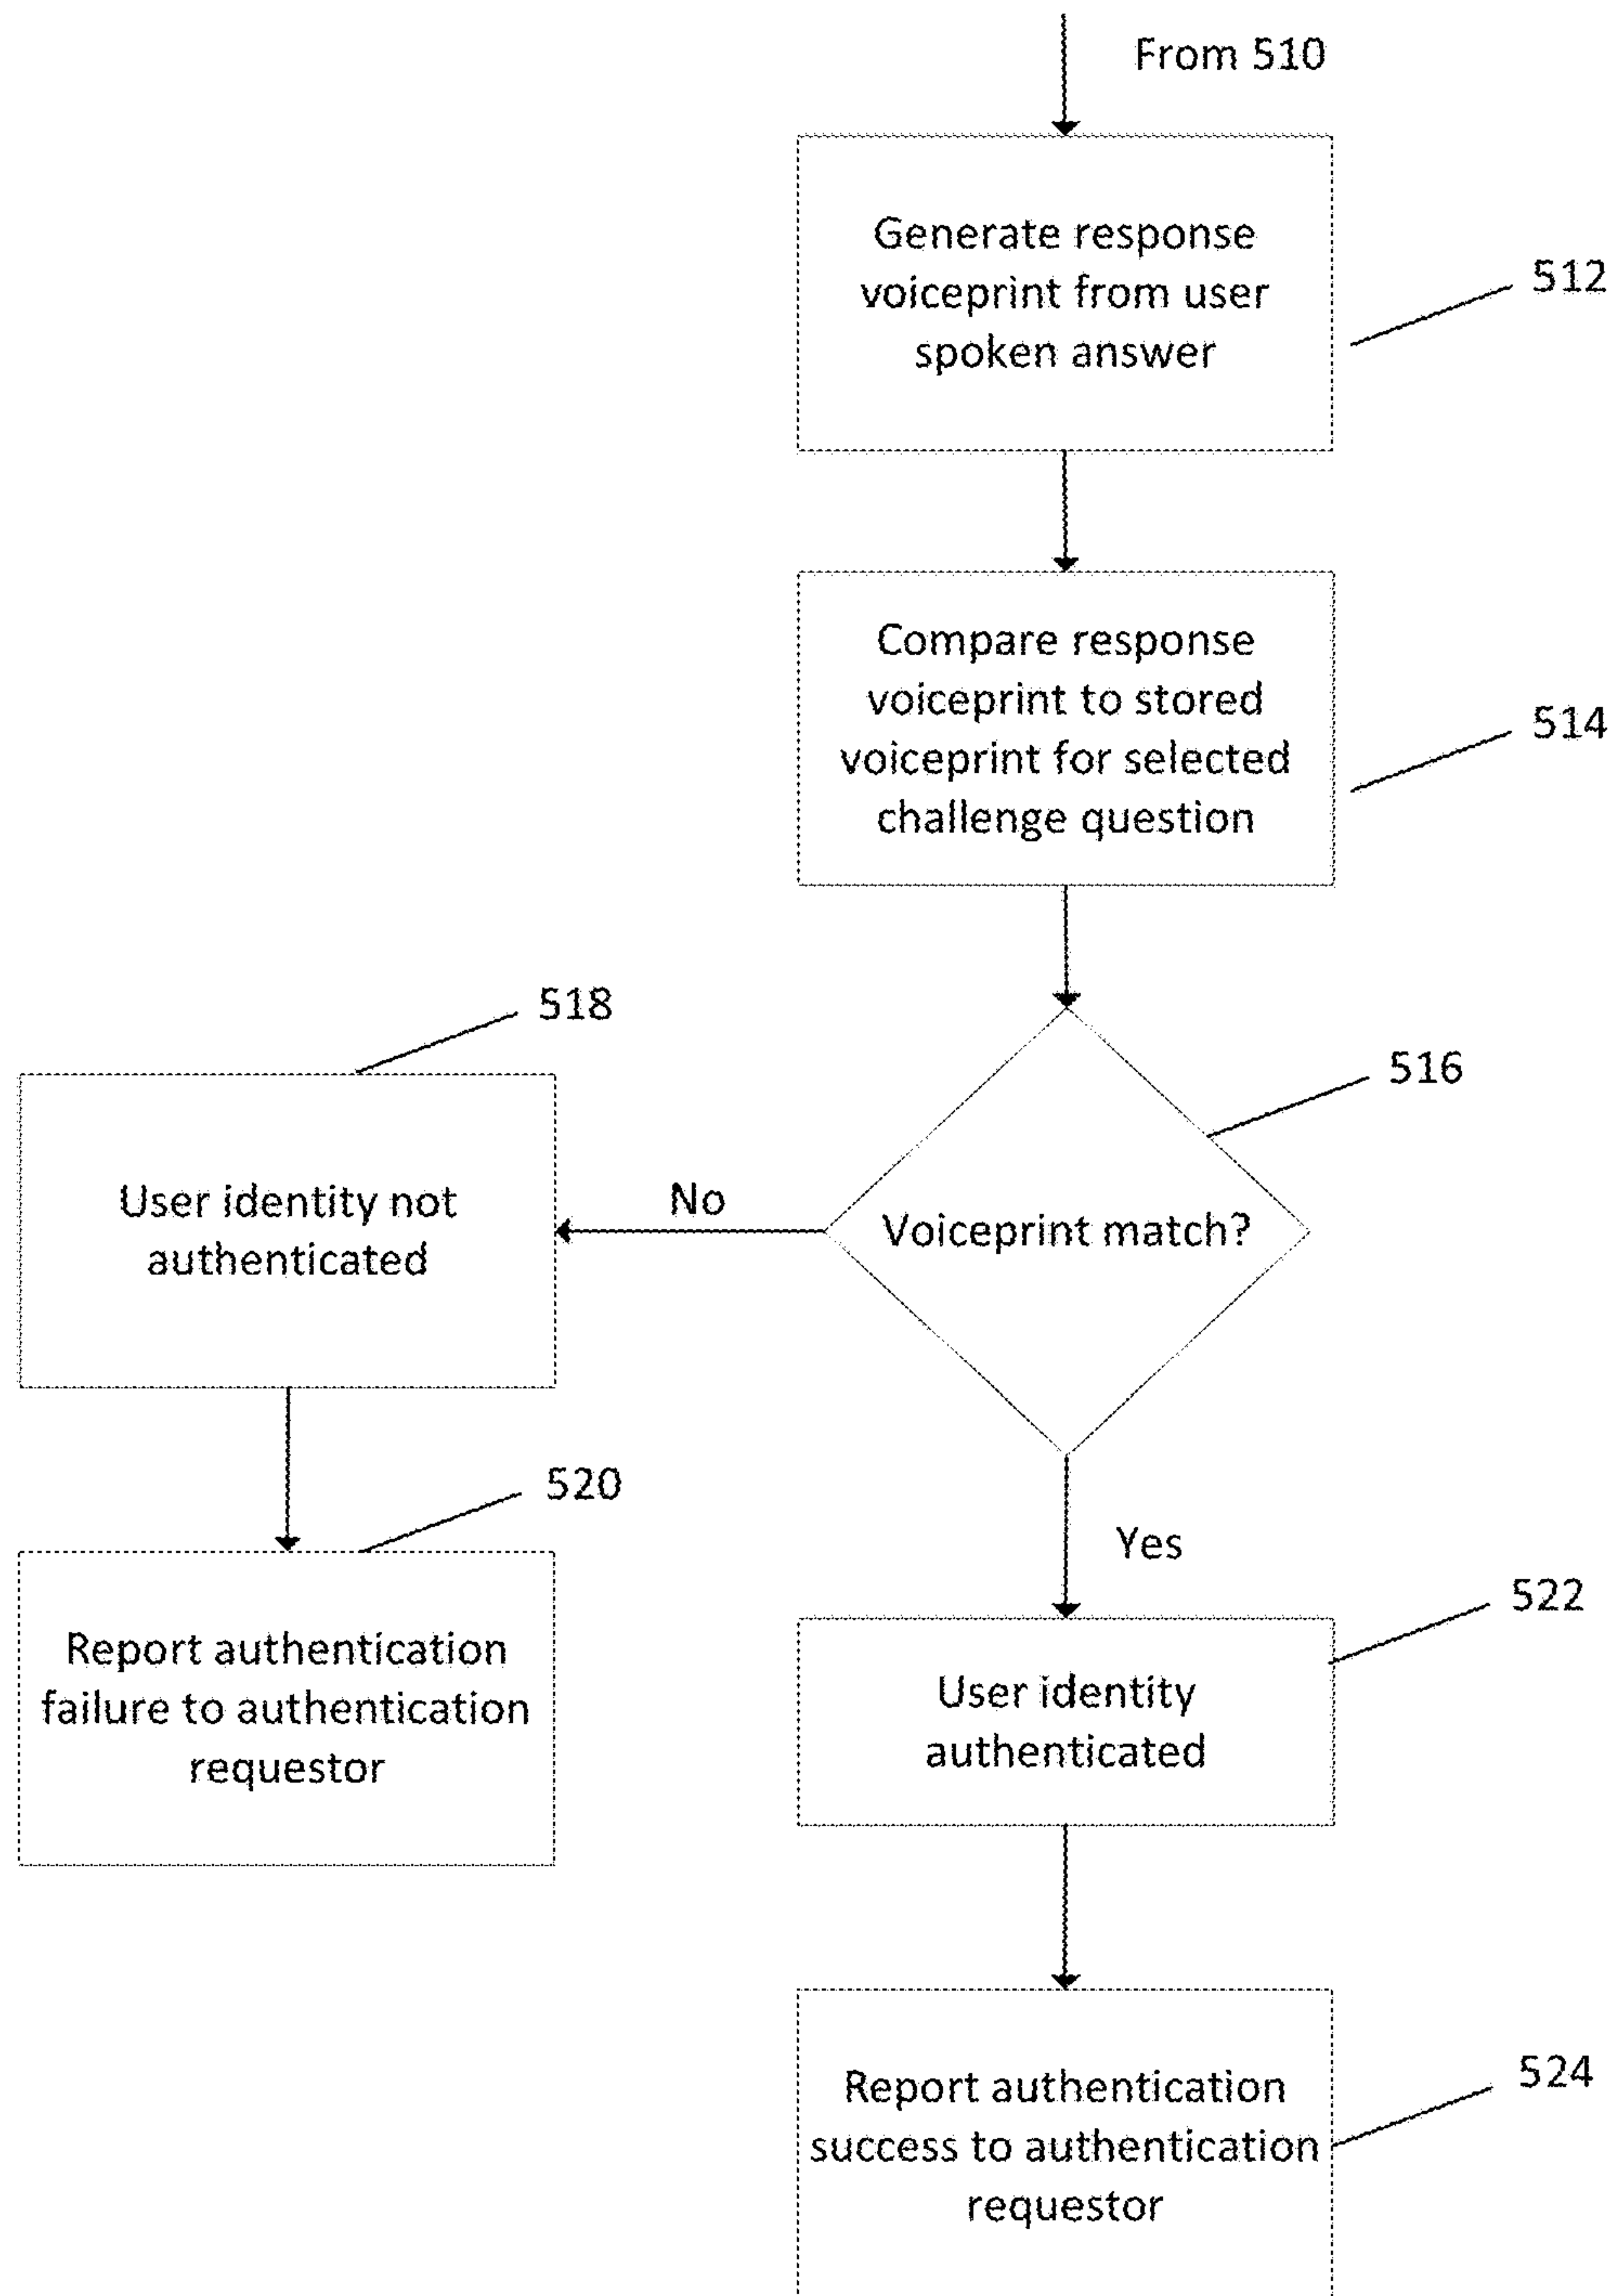 From 510
Generate response
voiceprint from user
spoken answer
512
Compare response
voiceprint to stored
voiceprint for selected
challenge question
514
518
516
User identity not
authenticated
No
Voiceprint match?
520
Yes
Report authentication
failure to authentication
requestor
522
User identity
authenticated
524
Report authentication
success to authentication
requestor